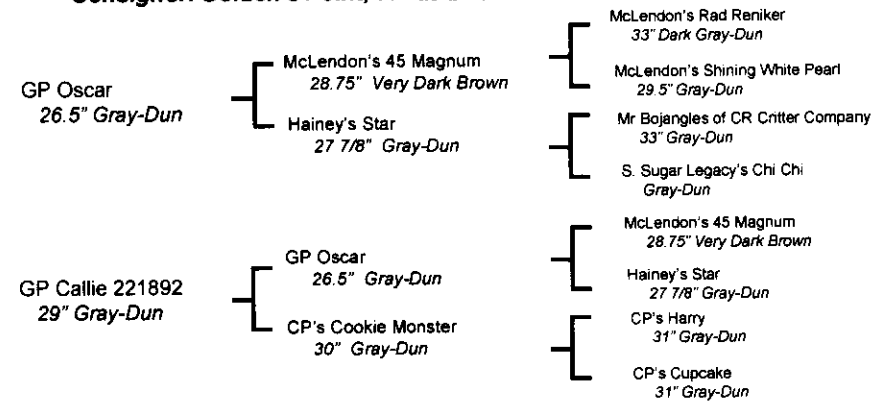 McLendon's Rad Reniker
33" Dark Gray-Dun
McLendon's 45 Magnum
28.75" Very Dark Brown
McLendon's Shining White Pearl
29.5" Gray-Dun
GP Oscar
26.5" Gray-Dun
Hainey's Star
27 7/8" Gray-Dun
Mr Bojangles of CR Critter Company
33" Gray-Dun
S. Sugar Legacy's Chi Chi
Gray-Dun
McLendon's 45 Magnum
28.75" Very Dark Brown
GP Oscar
26.5" Gray-Dun
Hainey's Star
27 7/8" Gray-Dun
GP Callie 221892
29" Gray-Dun
CP's Cookie Monster
30" Gray-Dun
CP's Harry
31" Gray-Dun
CP's Cupcake
31" Gray-Dun